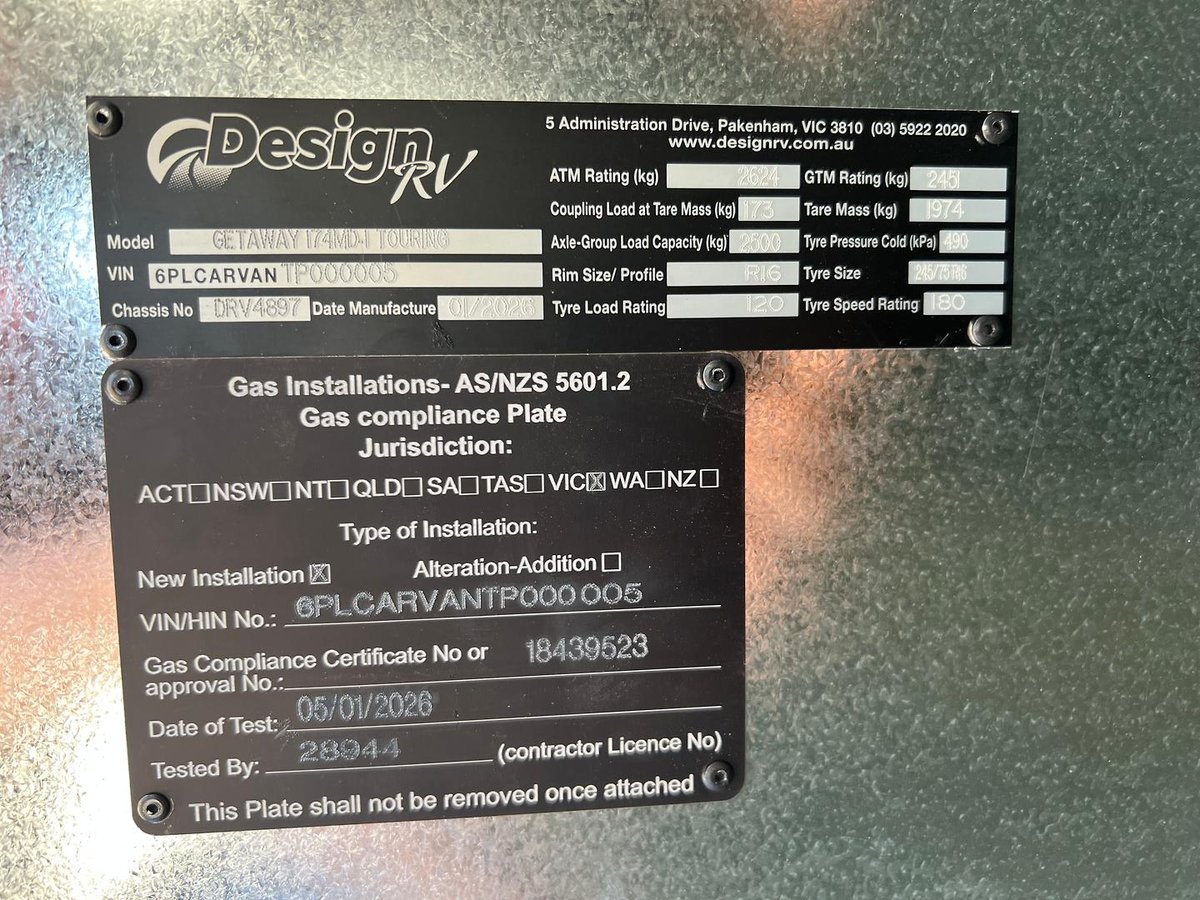 Design RV
5 Administration Drive, Pakenham, VIC 3810 (03) 5922 2020
www.designrv.com.au
ATM Rating (kg) 2624 GTM Rating (kg) 2451
Coupling Load at Tare Mass (kg) 173 Tare Mass (kg) 1974
Model GETAWAY 174MD-1 TOURING Axle-Group Load Capacity (kg) 2500 Tyre Pressure Cold (kPa) 490
VIN 6PLCARVANTP000005 Rim Size/ Profile R16 Tyre Size 245/75R16
Chassis No DRV4897 Date Manufacture 01/2026 Tyre Load Rating 120 Tyre Speed Rating 180
Gas Installations- AS/NZS 5601.2
Gas compliance Plate
Jurisdiction:
ACT☐ NSW☐ NT☐ QLD☐ SA☐ TAS☐ VIC☒ WA☐ NZ☐
Type of Installation:
New Installation ☒ Alteration-Addition ☐
VIN/HIN No.: 6PLCARVANTP000005
Gas Compliance Certificate No or 18439523
approval No.:
Date of Test: 05/01/2026
Tested By: 28944 (contractor Licence No)
This Plate shall not be removed once attached